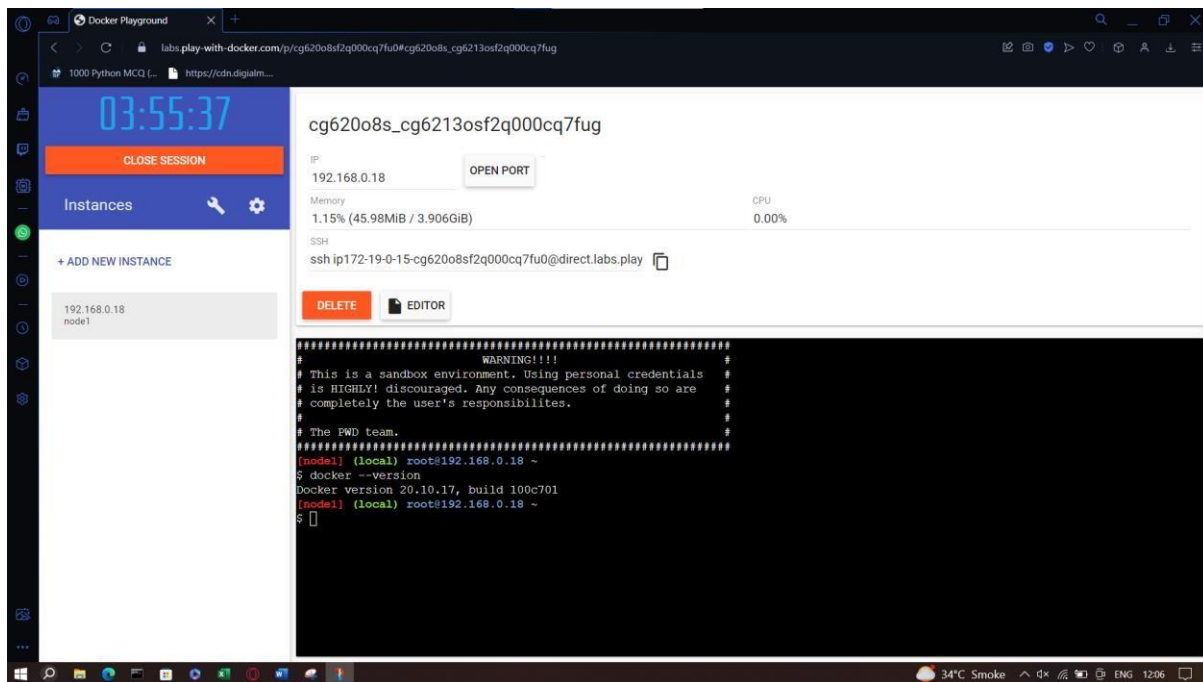 Docker Playground
labs.play-with-docker.com/p/cg620o8sf2q000cq7fu0#cg620o8s_cg6213osf2q000cq7fug
1000 Python MCQ (...
https://cdn.digialm....
03:55:37
CLOSE SESSION
Instances
+ ADD NEW INSTANCE
192.168.0.18
node1
cg620o8s_cg6213osf2q000cq7fug
IP
192.168.0.18
OPEN PORT
Memory
1.15% (45.98MiB / 3.906GiB)
CPU
0.00%
SSH
ssh ip172-19-0-15-cg620o8sf2q000cq7fu0@direct.labs.play
DELETE
EDITOR
###############################################################
#                          WARNING!!!!                        #
# This is a sandbox environment. Using personal credentials   #
# is HIGHLY! discouraged. Any consequences of doing so are    #
# completely the user's responsibilites.                      #
#                                                             #
# The PWD team.                                               #
###############################################################
[node1] (local) root@192.168.0.18 ~
$ docker --version
Docker version 20.10.17, build 100c701
[node1] (local) root@192.168.0.18 ~
$
34°C Smoke
ENG
12:06